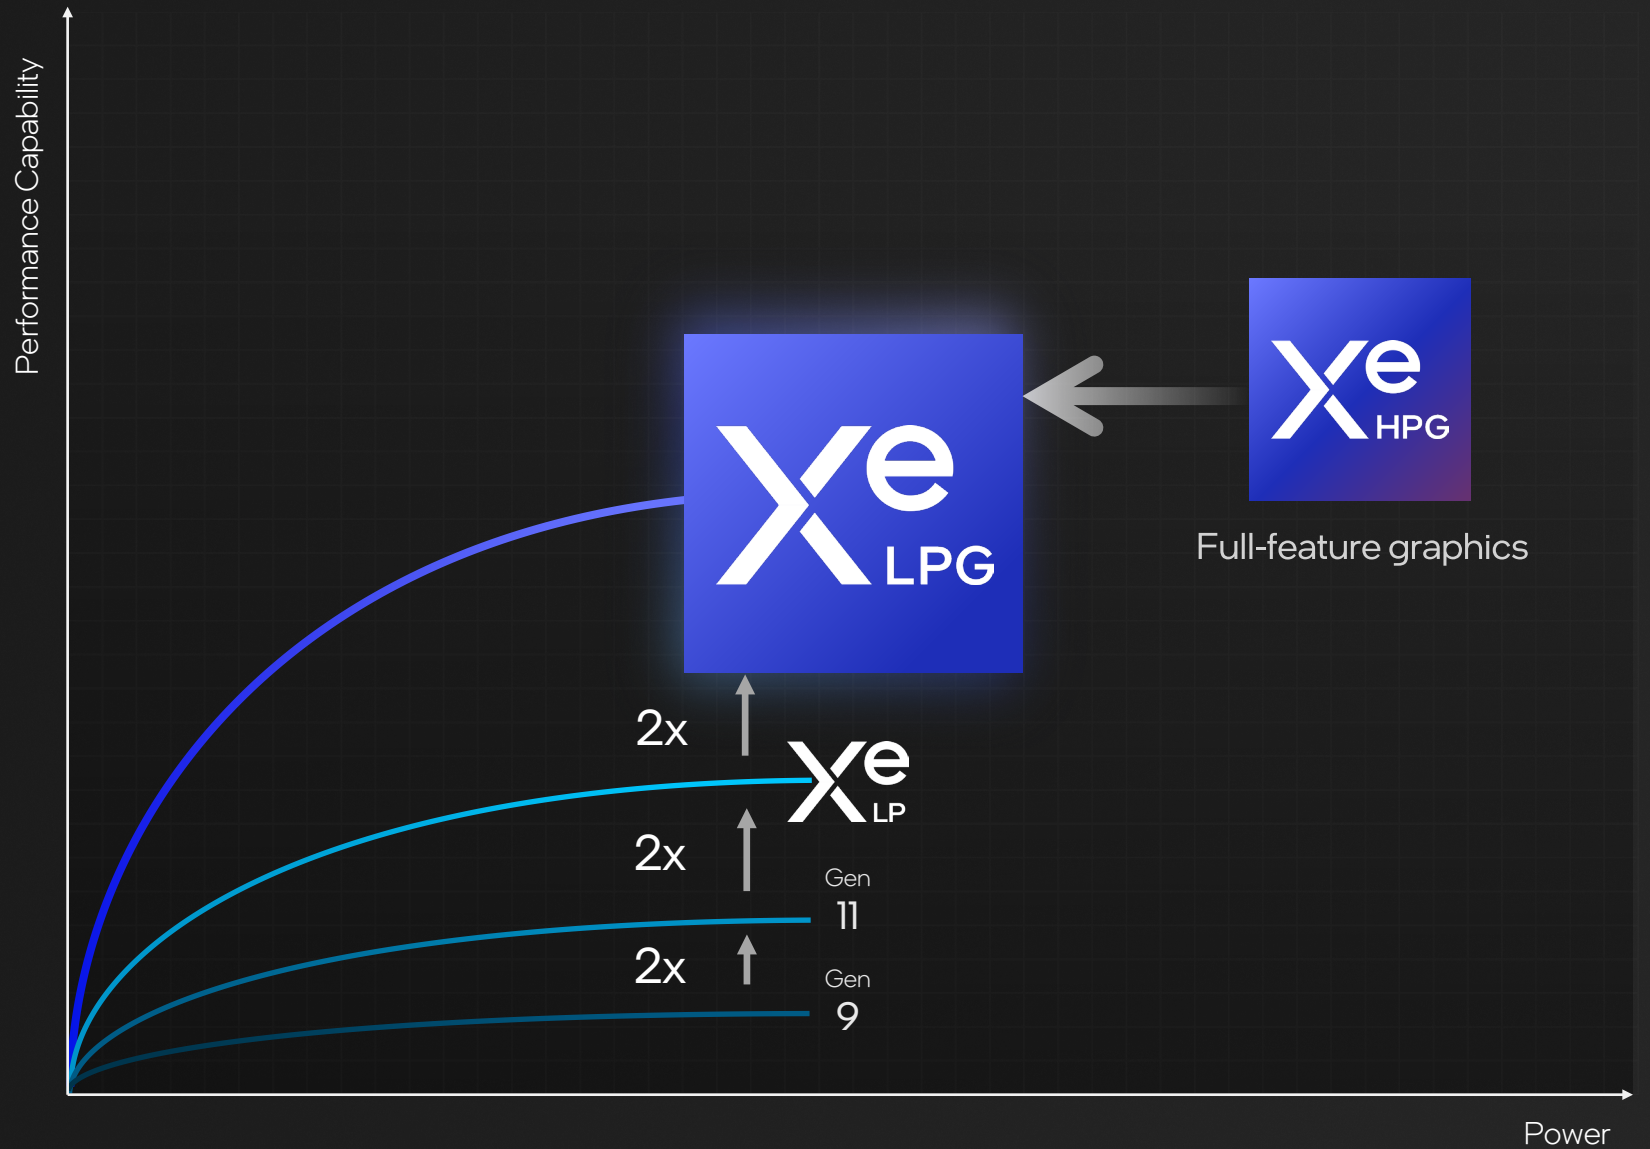 Performance Capability
Xe
HPG
Xe
LPG
Full-feature graphics
2x
Xe
LP
2x
Gen
11
2x
Gen
9
Power